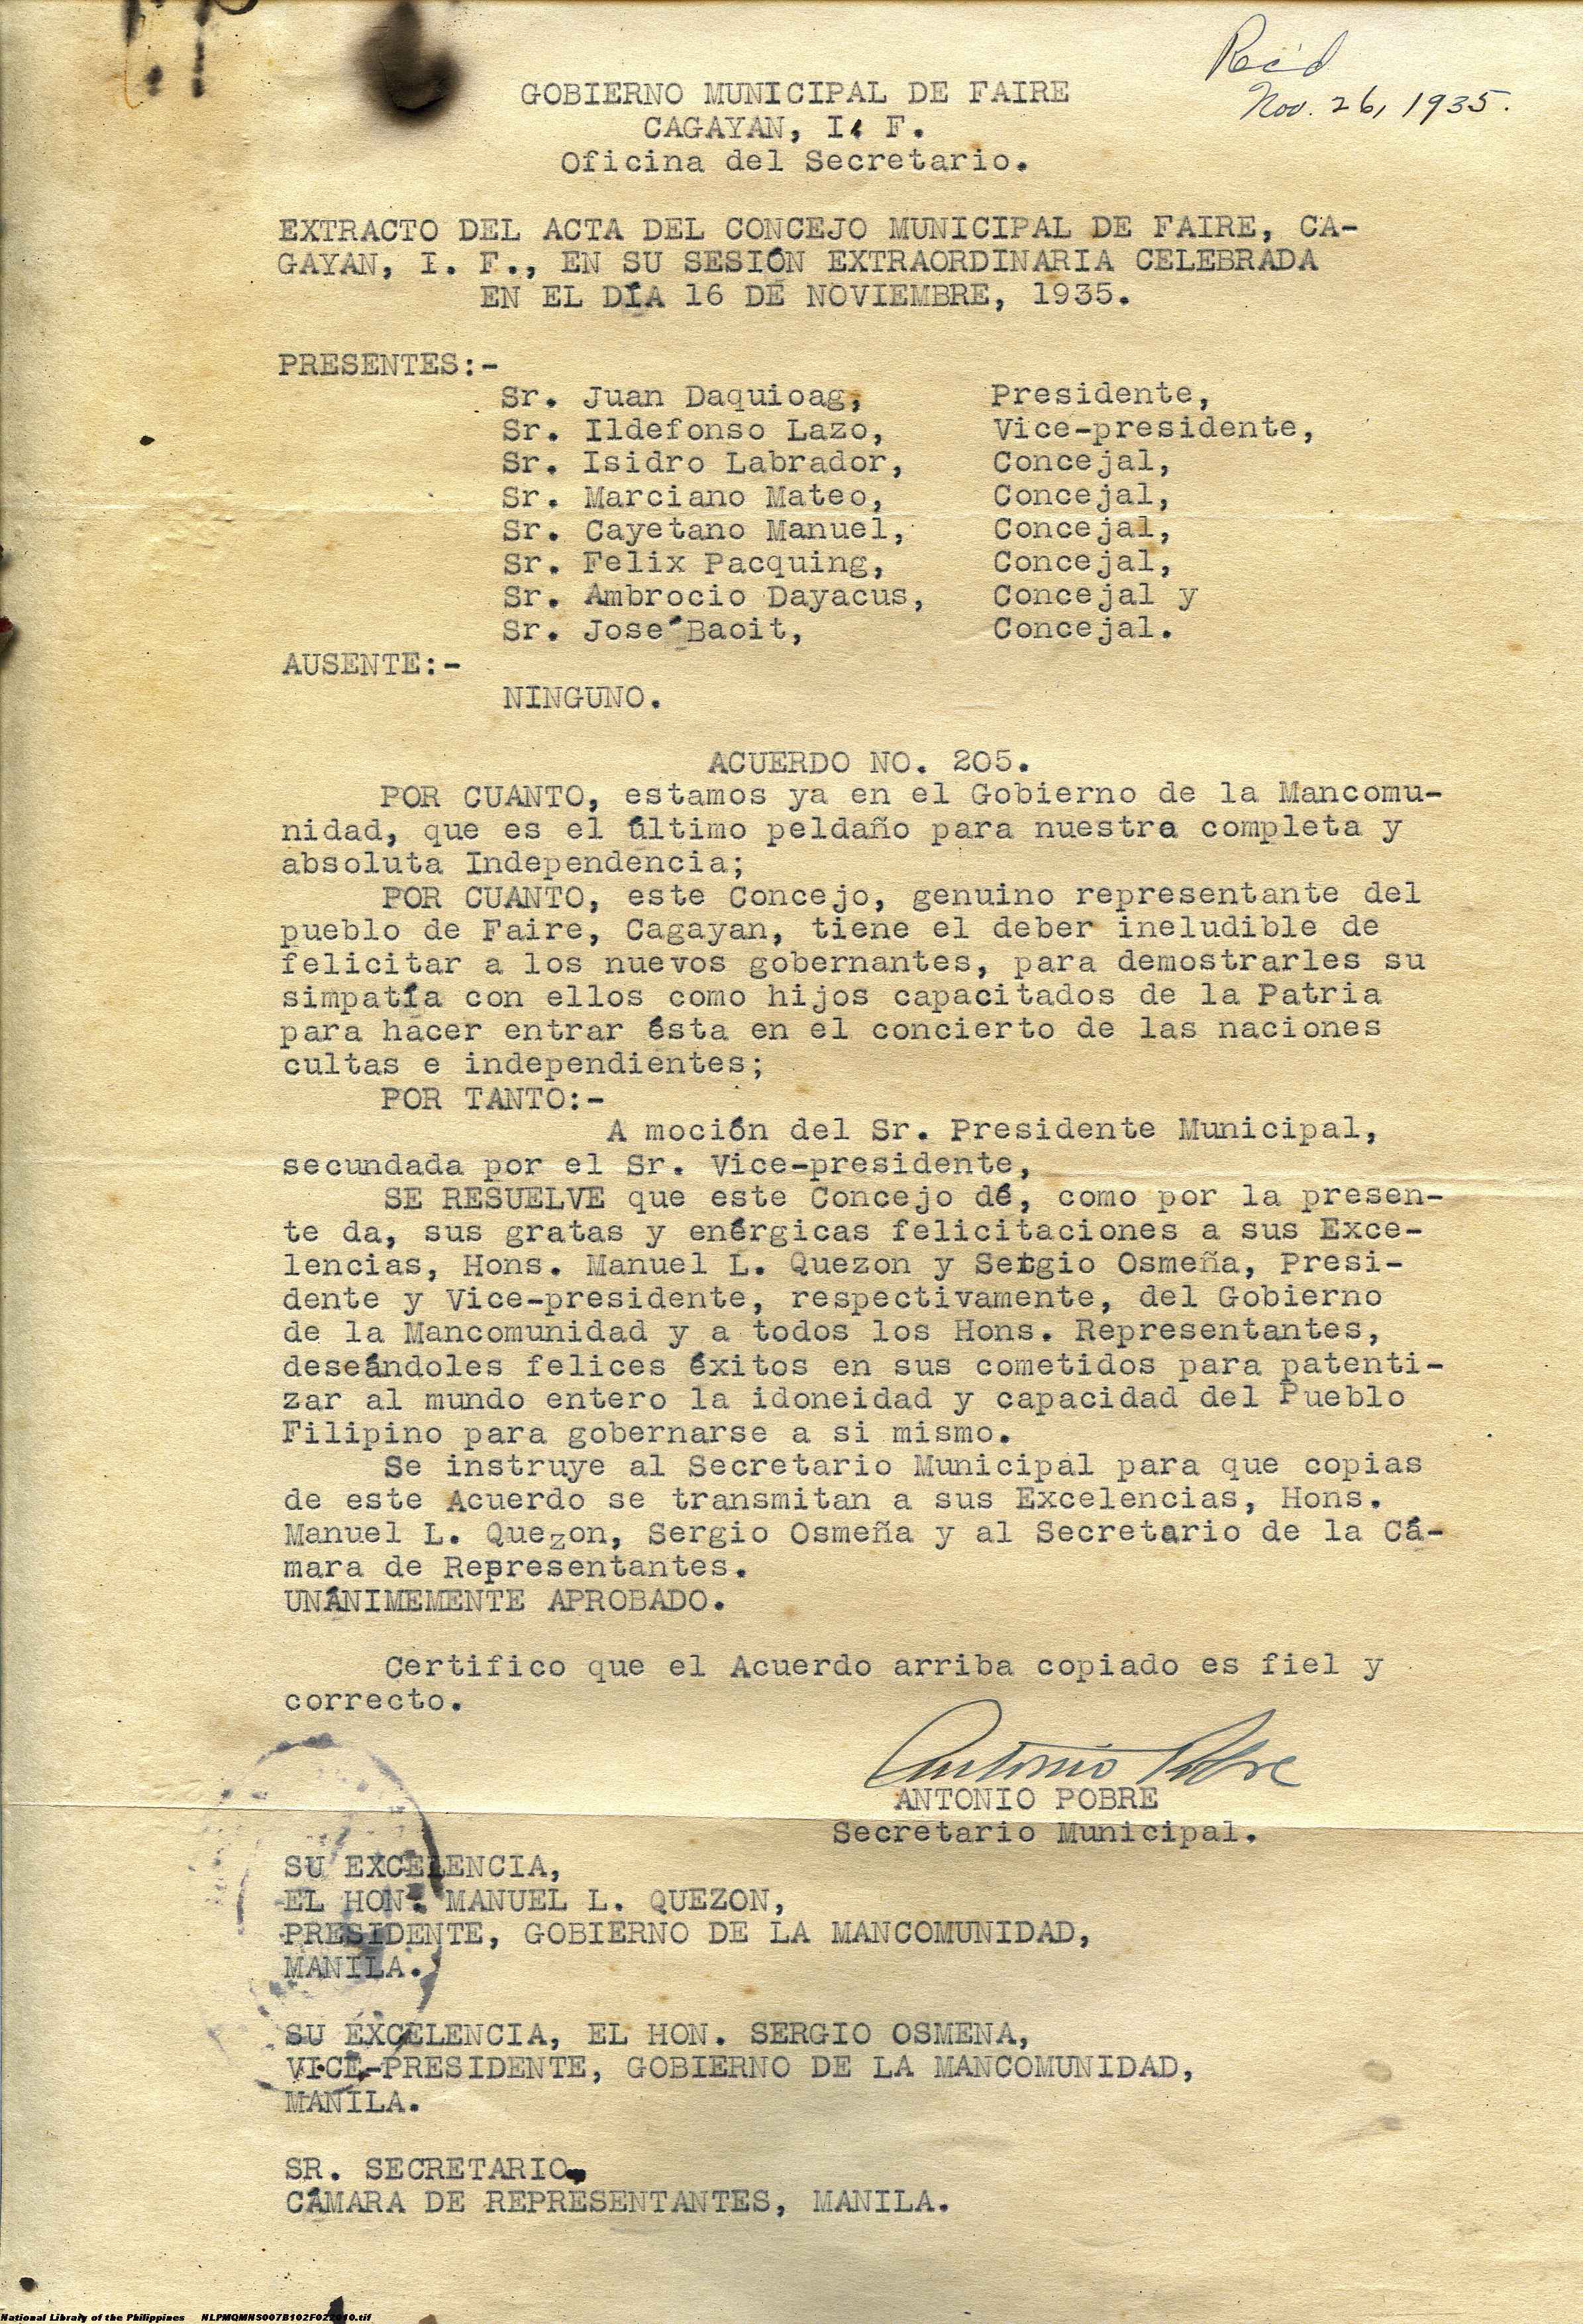 Rec'd
Nov. 26, 1935.
GOBIERNO MUNICIPAL DE FAIRE
CAGAYAN, I. F.
Oficina del Secretario.
EXTRACTO DEL ACTA DEL CONCEJO MUNICIPAL DE FAIRE, CA-
GAYAN, I. F., EN SU SESIÓN EXTRAORDINARIA CELEBRADA
EN EL DÍA 16 DE NOVIEMBRE, 1935.
PRESENTES:-
Sr. Juan Daquioag, Presidente,
Sr. Ildefonso Lazo, Vice-presidente,
Sr. Isidro Labrador, Concejal,
Sr. Marciano Mateo, Concejal,
Sr. Cayetano Manuel, Concejal,
Sr. Felix Pacquing, Concejal,
Sr. Ambrocio Dayacus, Concejal y
Sr. José Baoit, Concejal.
AUSENTE:-
NINGUNO.
ACUERDO NO. 205.
POR CUANTO, estamos ya en el Gobierno de la Mancomu-
nidad, que es el último peldaño para nuestra completa y
absoluta Independencia;
POR CUANTO, este Concejo, genuino representante del
pueblo de Faire, Cagayan, tiene el deber ineludible de
felicitar a los nuevos gobernantes, para demostrarles su
simpatía con ellos como hijos capacitados de la Patria
para hacer entrar ésta en el concierto de las naciones
cultas e independientes;
POR TANTO:-
A moción del Sr. Presidente Municipal,
secundada por el Sr. Vice-presidente,
SE RESUELVE que este Concejo dé, como por la presen-
te da, sus gratas y enérgicas felicitaciones a sus Exce-
lencias, Hons. Manuel L. Quezon y Sergio Osmeña, Presi-
dente y Vice-presidente, respectivamente, del Gobierno
de la Mancomunidad y a todos los Hons. Representantes,
deseándoles felices éxitos en sus cometidos para patenti-
zar al mundo entero la idoneidad y capacidad del Pueblo
Filipino para gobernarse a si mismo.
Se instruye al Secretario Municipal para que copias
de este Acuerdo se transmitan a sus Excelencias, Hons.
Manuel L. Quezon, Sergio Osmeña y al Secretario de la Cá-
mara de Representantes.
UNÁNIMEMENTE APROBADO.
Certifico que el Acuerdo arriba copiado es fiel y
correcto.
Antonio Pobre
ANTONIO POBRE
Secretario Municipal.
SU EXCELENCIA,
EL HON. MANUEL L. QUEZON,
PRESIDENTE, GOBIERNO DE LA MANCOMUNIDAD,
MANILA.
SU EXCELENCIA, EL HON. SERGIO OSMENA,
VICE-PRESIDENTE, GOBIERNO DE LA MANCOMUNIDAD,
MANILA.
SR. SECRETARIO,
CÁMARA DE REPRESENTANTES, MANILA.
National Library of the Philippines NLPMQMNS007B102F022010.tif